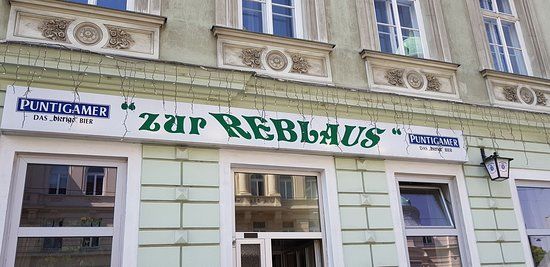 PUNTIGAMER
DAS „bierige“ BIER
"zur REBLAUS"
PUNTIGAMER
DAS „bierige“ BIER